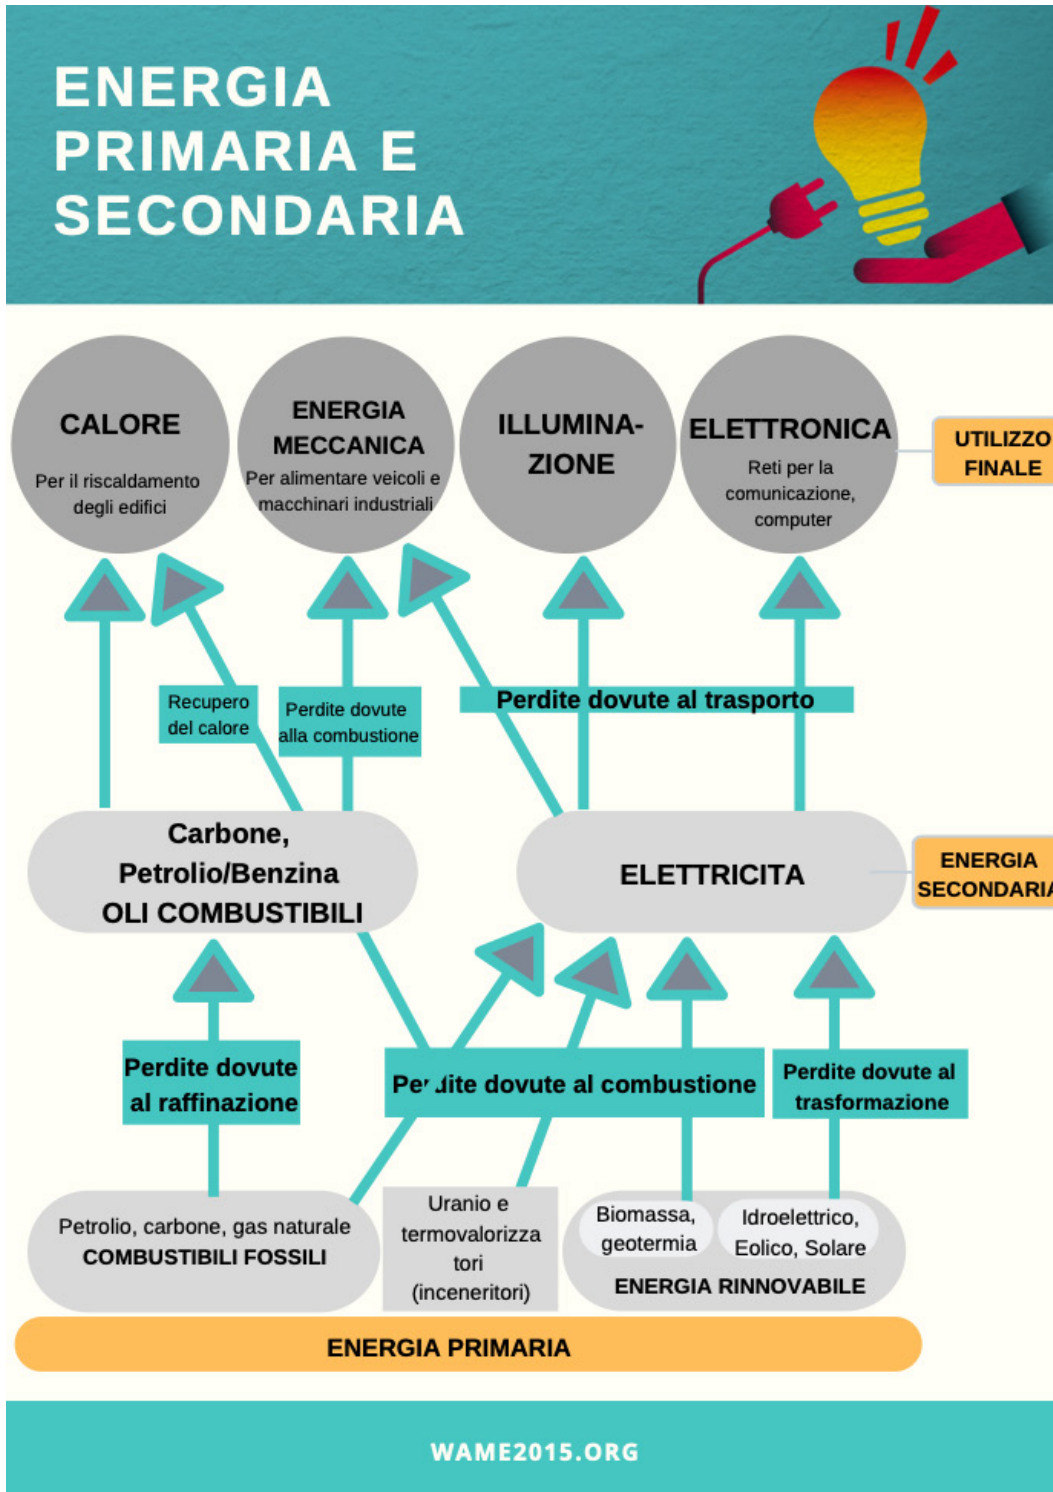 ENERGIA
PRIMARIA E
SECONDARIA
CALORE
Per il riscaldamento
degli edifici
ENERGIA
MECCANICA
Per alimentare veicoli e
macchinari industriali
ILLUMINA-
ZIONE
ELETTRONICA
Reti per la
comunicazione,
computer
UTILIZZO
FINALE
Recupero
del calore
Perdite dovute
alla combustione
Perdite dovute al trasporto
Carbone,
Petrolio/Benzina
OLI COMBUSTIBILI
ELETTRICITA
ENERGIA
SECONDARIA
Perdite dovute
al raffinazione
Perdite dovute al combustione
Perdite dovute al
trasformazione
Petrolio, carbone, gas naturale
COMBUSTIBILI FOSSILI
Uranio e
termovalorizza
tori
(inceneritori)
Biomassa,
geotermia
Idroelettrico,
Eolico, Solare
ENERGIA RINNOVABILE
ENERGIA PRIMARIA
WAME2015.ORG